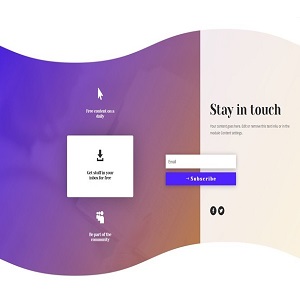 Free content on a
daily
Get stuff in your
inbox for free
Be part of the
community
Stay in touch
Your content goes here. Edit or remove this text inline or in the
module Content settings.
Email
→ Subscribe